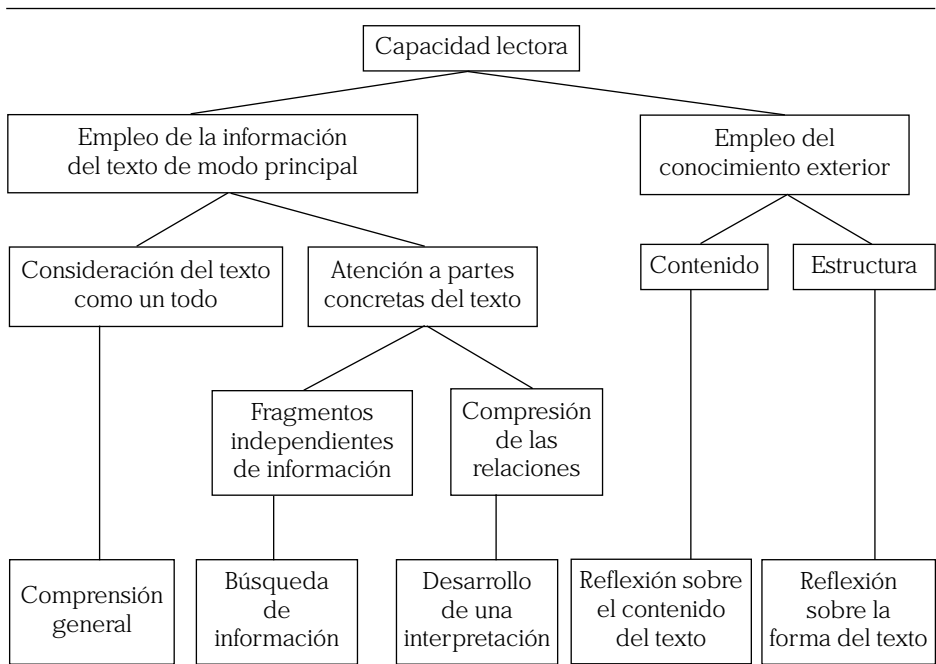 Capacidad lectora
Empleo de la información
del texto de modo principal
Empleo del
conocimiento exterior
Consideración del texto
como un todo
Atención a partes
concretas del texto
Contenido
Estructura
Fragmentos
independientes
de información
Compresión
de las
relaciones
Comprensión
general
Búsqueda
de
información
Desarrollo
de una
interpretación
Reflexión sobre
el contenido
del texto
Reflexión
sobre la
forma del texto